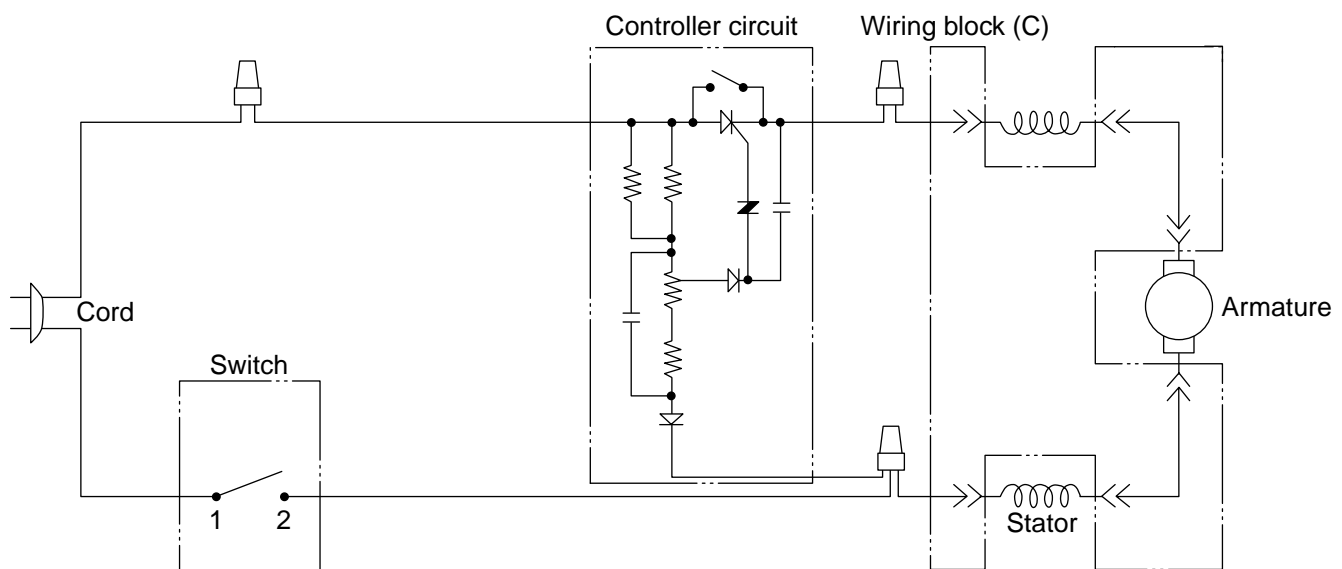 Controller circuit
Wiring block (C)
Cord
Armature
Switch
1
2
Stator